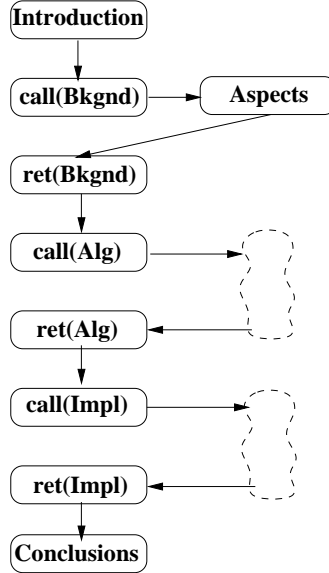 Introduction
call(Bkgnd)
Aspects
ret(Bkgnd)
call(Alg)
ret(Alg)
call(Impl)
ret(Impl)
Conclusions